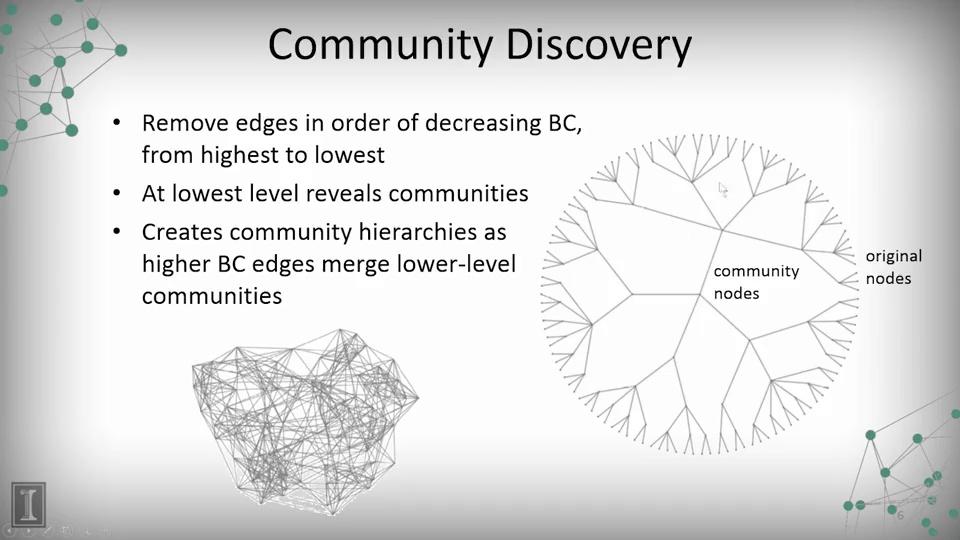 Community Discovery
• Remove edges in order of decreasing BC,
from highest to lowest
• At lowest level reveals communities
• Creates community hierarchies as
higher BC edges merge lower-level
communities
community
nodes
original
nodes
I
6